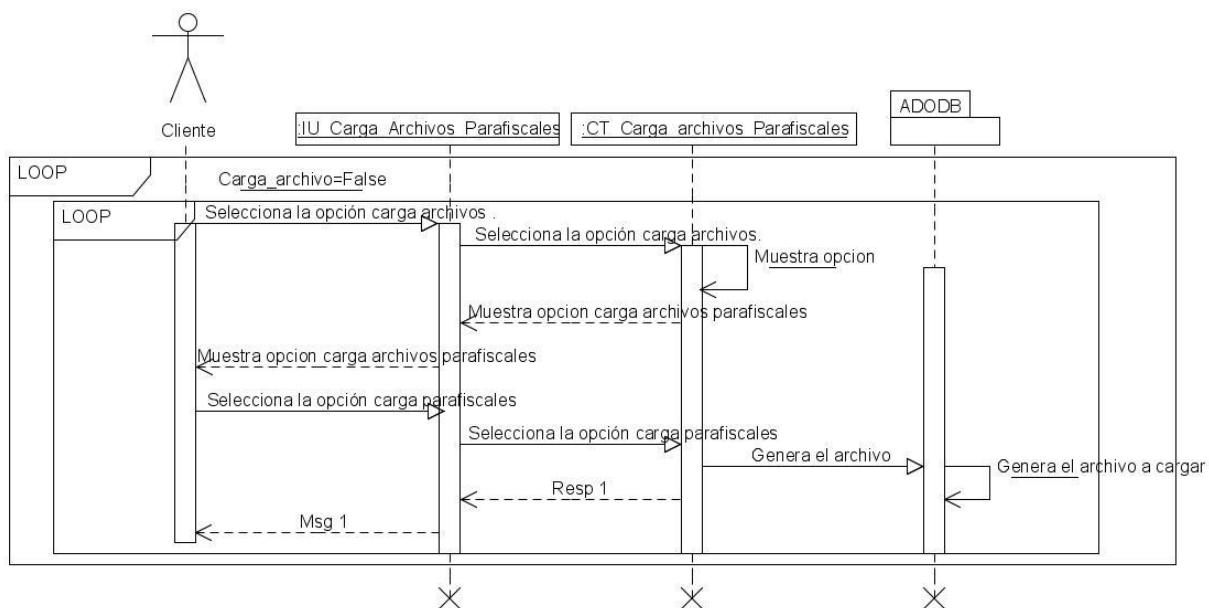 ADODB
Cliente
:IU_Carga_Archivos_Parafiscales
:CT_Carga_archivos_Parafiscales
LOOP
Carga_archivo=False
LOOP
Selecciona la opción carga archivos .
Selecciona la opción carga archivos.
Muestra opcion
Muestra opcion carga archivos parafiscales
Muestra opcion carga archivos parafiscales
Selecciona la opción carga parafiscales
Selecciona la opción carga parafiscales
Genera el archivo
Genera el archivo a cargar
Resp 1
Msg 1